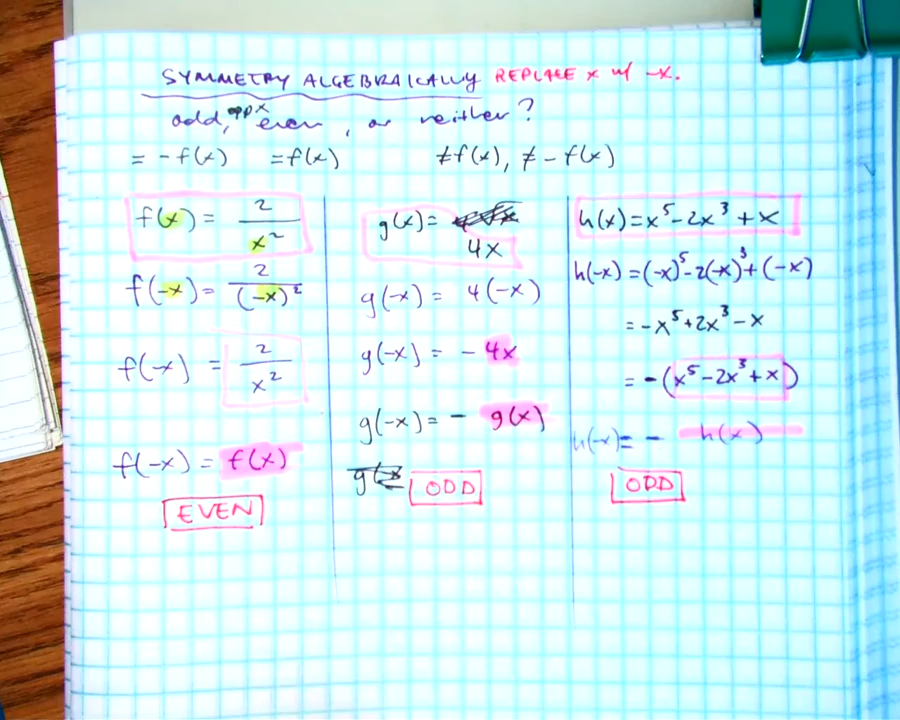 SYMMETRY ALGEBRAICALLY REPLACE x w/ -x.
odd, opp x even, or neither?
= -f(x) =f(x) ≠f(x), ≠ -f(x)
f(x) = 2/x²
f(-x) = 2/(-x)²
f(-x) = 2/x²
f(-x) = f(x)
EVEN
g(x) =
4x
g(-x) = 4(-x)
g(-x) = -4x
g(-x) = - g(x)
ODD
h(x) = x⁵ - 2x³ + x
h(-x) = (-x)⁵ - 2(-x)³ + (-x)
= -x⁵ + 2x³ - x
= -(x⁵ - 2x³ + x)
h(-x) = - h(x)
ODD